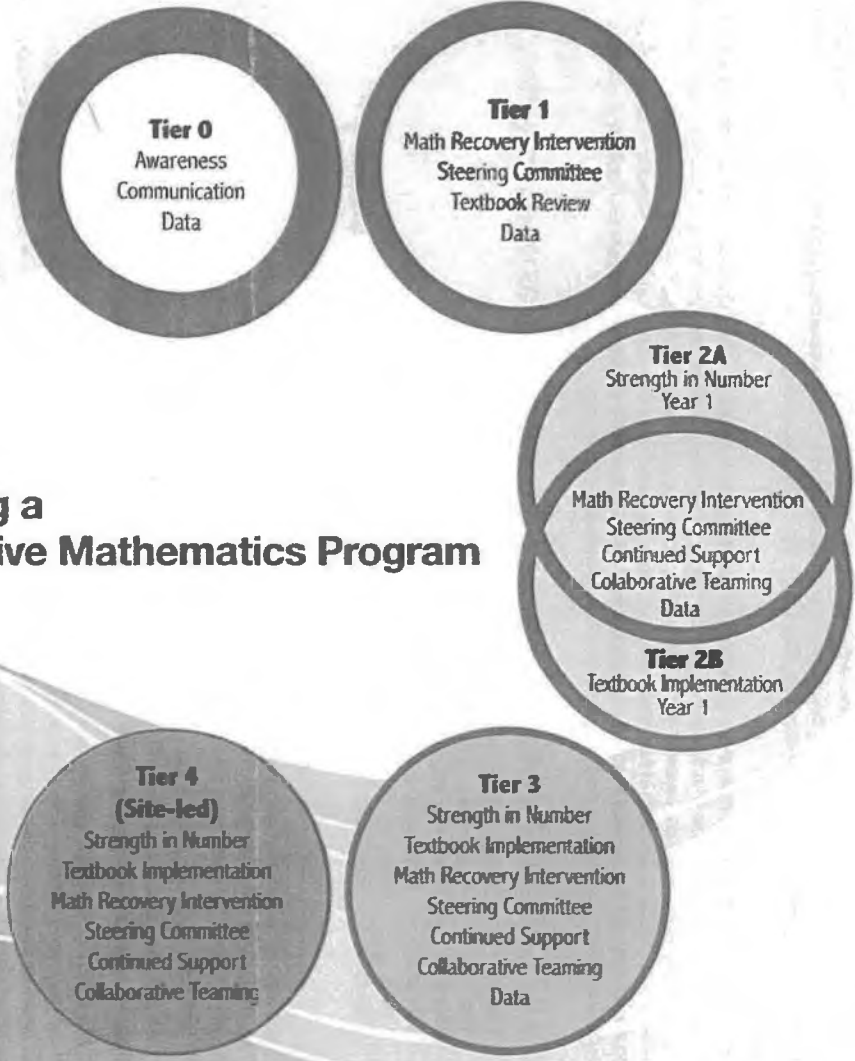 Tier 0
Awareness
Communication
Data
Tier 1
Math Recovery Intervention
Steering Committee
Textbook Review
Data
Tier 2A
Strength in Number
Year 1
Math Recovery Intervention
Steering Committee
Continued Support
Colaborative Teaming
Data
Tier 2B
Textbook Implementation
Year 1
g a
ive Mathematics Program
Tier 4
(Site-led)
Strength in Number
Textbook Implementation
Math Recovery Intervention
Steering Committee
Continued Support
Collaborative Teaming
Tier 3
Strength in Number
Textbook Implementation
Math Recovery Intervention
Steering Committee
Continued Support
Collaborative Teaming
Data